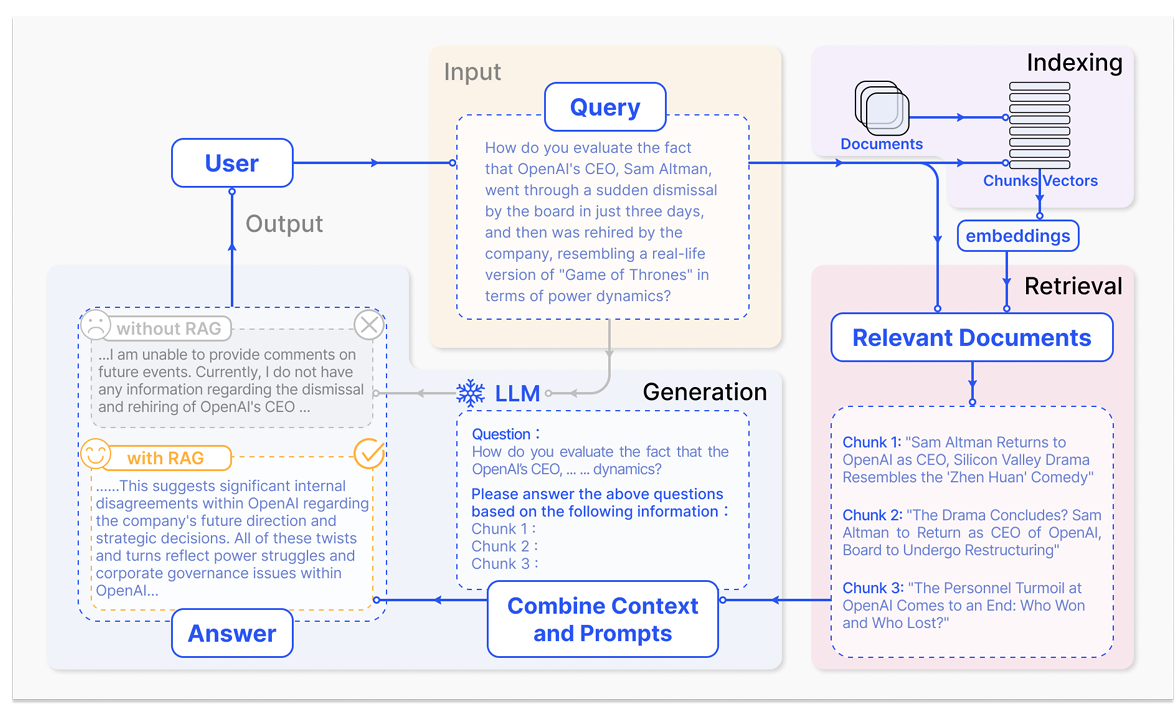 Input
Query
How do you evaluate the fact
that OpenAI's CEO, Sam Altman,
went through a sudden dismissal
by the board in just three days,
and then was rehired by the
company, resembling a real-life
version of "Game of Thrones" in
terms of power dynamics?
Indexing
Documents
Chunks
Vectors
embeddings
User
Output
Retrieval
Relevant Documents
Chunk 1: "Sam Altman Returns to
OpenAI as CEO, Silicon Valley Drama
Resembles the 'Zhen Huan' Comedy"
Chunk 2: "The Drama Concludes? Sam
Altman to Return as CEO of OpenAI,
Board to Undergo Restructuring"
Chunk 3: "The Personnel Turmoil at
OpenAI Comes to an End: Who Won
and Who Lost?"
LLM
Generation
Question :
How do you evaluate the fact that the
OpenAI's CEO, ... ... dynamics?
Please answer the above questions
based on the following information :
Chunk 1 :
Chunk 2 :
Chunk 3 :
Combine Context
and Prompts
without RAG
...I am unable to provide comments on
future events. Currently, I do not have
any information regarding the dismissal
and rehiring of OpenAI's CEO ...
with RAG
......This suggests significant internal
disagreements within OpenAI regarding
the company's future direction and
strategic decisions. All of these twists
and turns reflect power struggles and
corporate governance issues within
OpenAI...
Answer